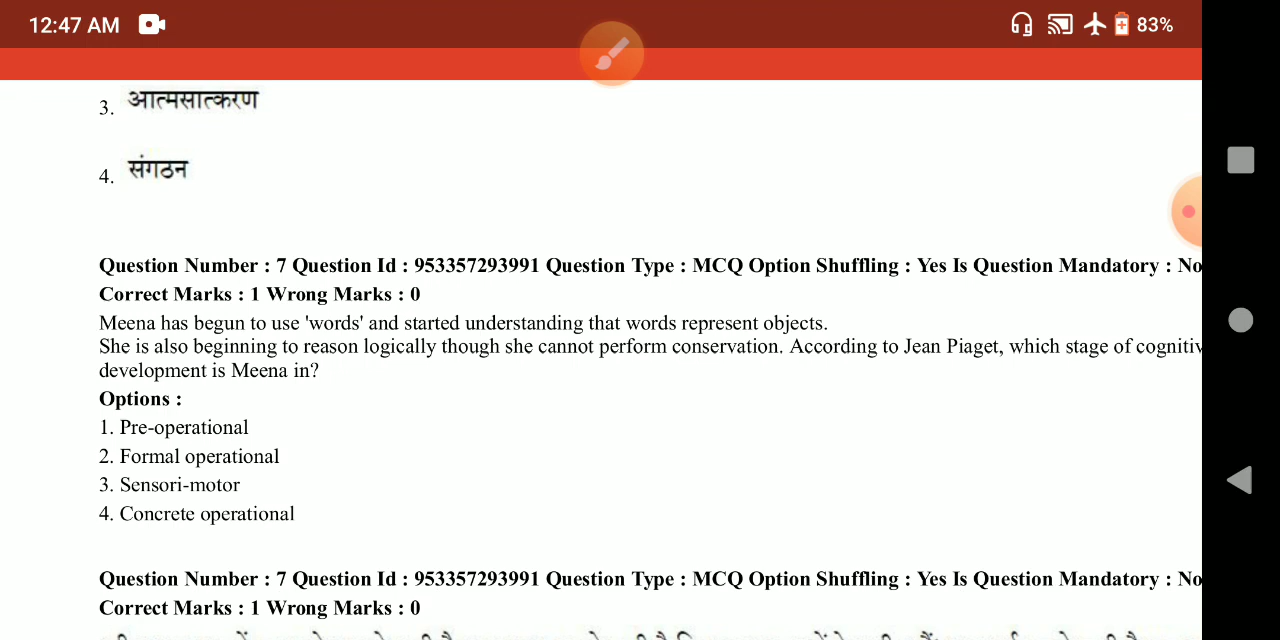 12:47 AM
83%
3. आत्मसात्करण
4. संगठन
Question Number : 7 Question Id : 953357293991 Question Type : MCQ Option Shuffling : Yes Is Question Mandatory : No
Correct Marks : 1 Wrong Marks : 0
Meena has begun to use 'words' and started understanding that words represent objects.
She is also beginning to reason logically though she cannot perform conservation. According to Jean Piaget, which stage of cognitiv
development is Meena in?
Options :
1. Pre-operational
2. Formal operational
3. Sensori-motor
4. Concrete operational
Question Number : 7 Question Id : 953357293991 Question Type : MCQ Option Shuffling : Yes Is Question Mandatory : No
Correct Marks : 1 Wrong Marks : 0